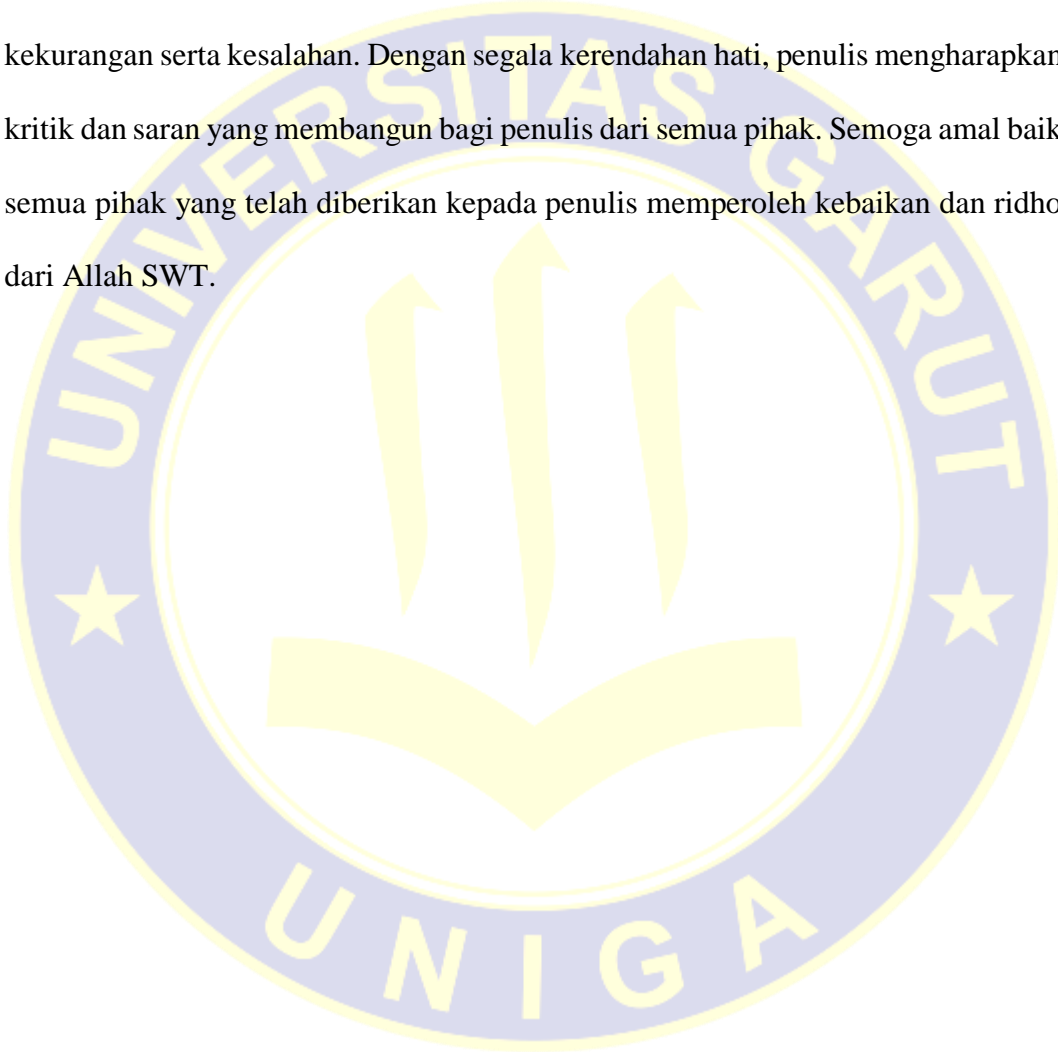 kekurangan serta kesalahan. Dengan segala kerendahan hati, penulis mengharapkan
kritik dan saran yang membangun bagi penulis dari semua pihak. Semoga amal baik
semua pihak yang telah diberikan kepada penulis memperoleh kebaikan dan ridho
dari Allah SWT.
UNIVERSITAS GARUT
UNIGA